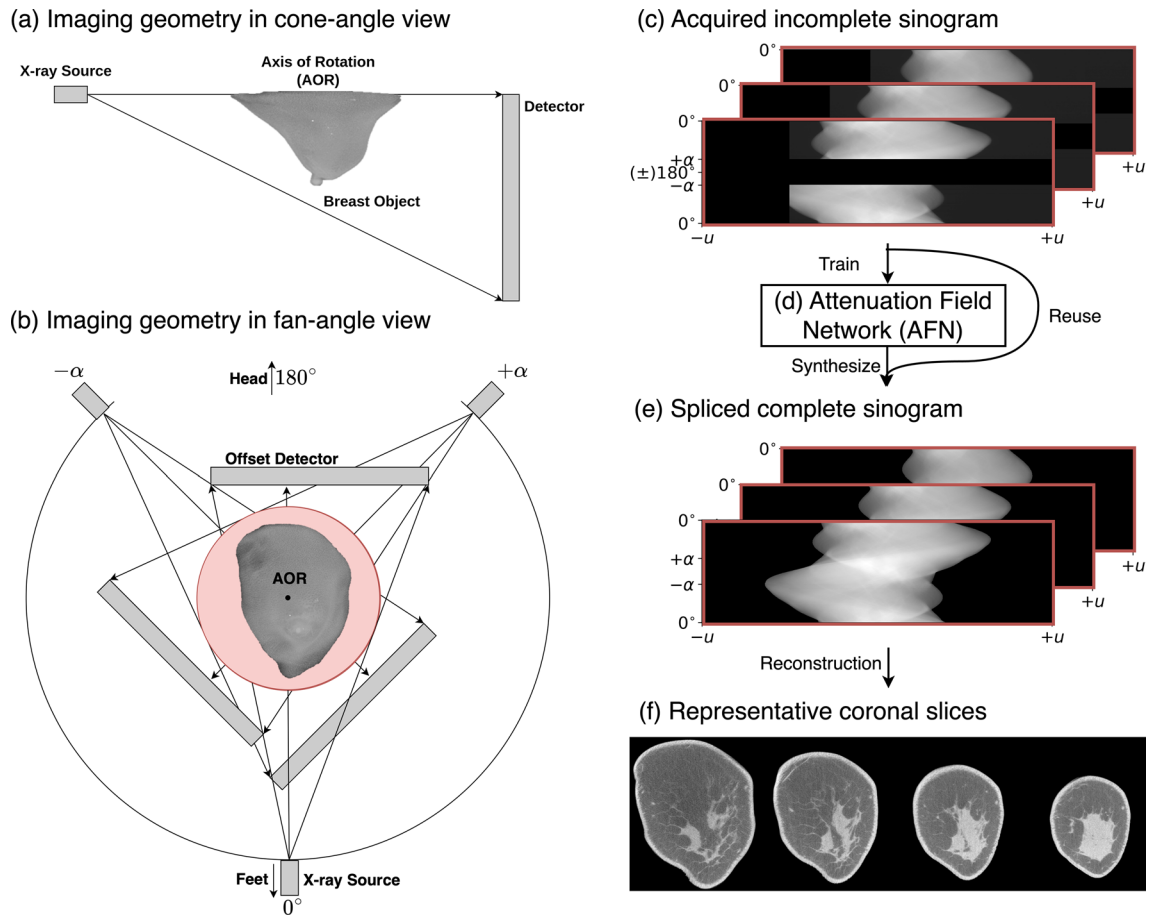 (a) Imaging geometry in cone-angle view
X-ray Source
Axis of Rotation
(AOR)
Detector
Breast Object
(b) Imaging geometry in fan-angle view
−α
Head
180°
+α
Offset Detector
AOR
Feet
X-ray Source
0°
(c) Acquired incomplete sinogram
0°
0°
0°
+α
(±)180°
−α
0°
−u
+u
+u
+u
Train
(d) Attenuation Field
Network (AFN)
Reuse
Synthesize
(e) Spliced complete sinogram
0°
0°
0°
+α
−α
0°
−u
+u
+u
+u
Reconstruction
(f) Representative coronal slices